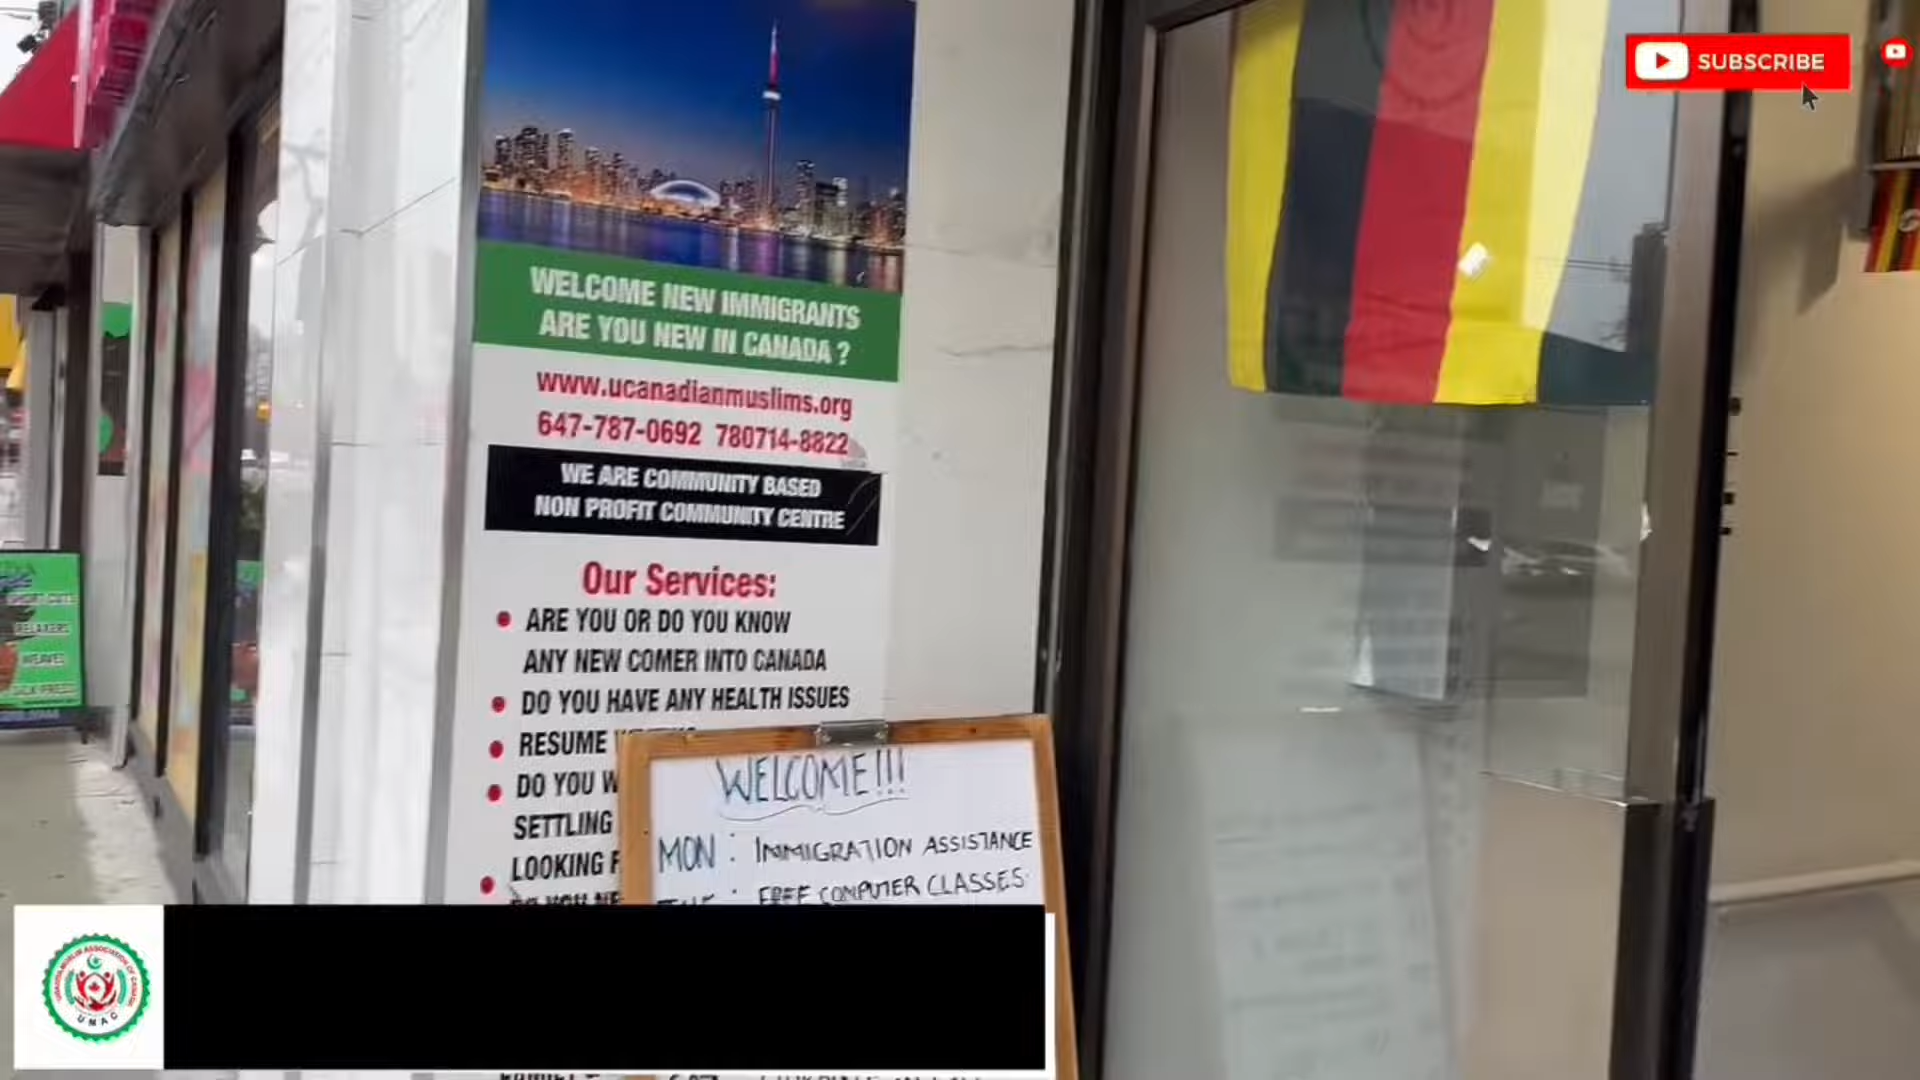 SUBSCRIBE
WELCOME NEW IMMIGRANTS
ARE YOU NEW IN CANADA ?
www.ucanadianmuslims.org
647-787-0692 780714-8822
WE ARE COMMUNITY BASED
NON PROFIT COMMUNITY CENTRE
Our Services:
ARE YOU OR DO YOU KNOW
ANY NEW COMER INTO CANADA
DO YOU HAVE ANY HEALTH ISSUES
RESUME
DO YOU
SETTLING
LOOKING
WELCOME!!!
MON : IMMIGRATION ASSISTANCE
FREE COMPUTER CLASSES
UMAC